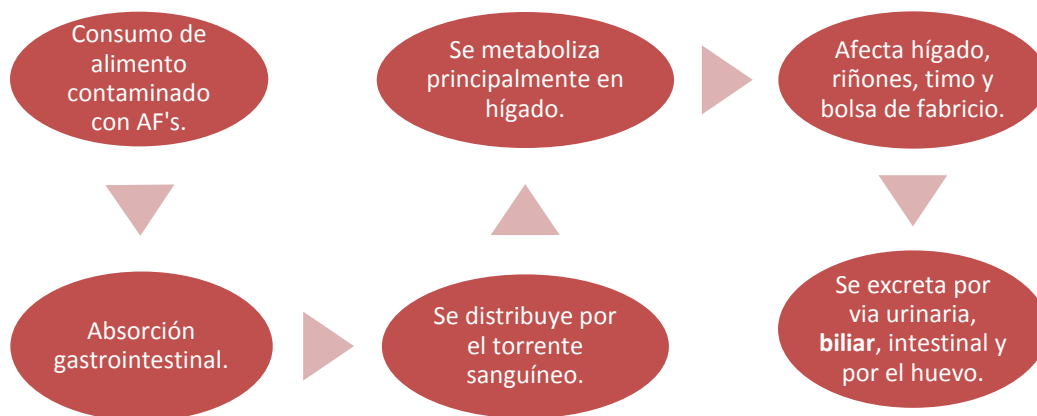 Consumo de
alimento
contaminado
con AF's.
Absorción
gastrointestinal.
Se distribuye por
el torrente
sanguíneo.
Se metaboliza
principalmente en
hígado.
Afecta hígado,
riñones, timo y
bolsa de fabricio.
Se excreta por
via urinaria,
biliar, intestinal y
por el huevo.